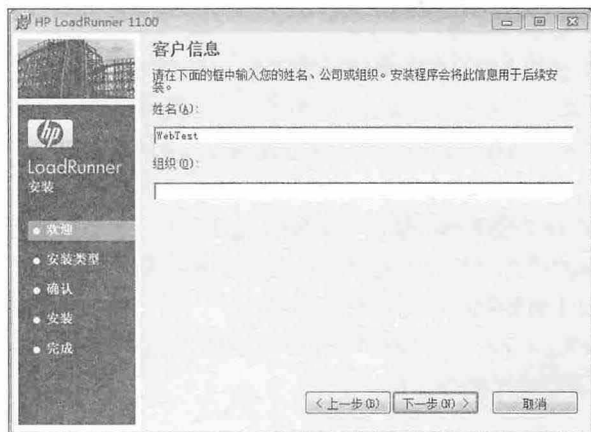 HP LoadRunner 11.00
客户信息
请在下面的框中输入您的姓名、公司或组织。安装程序会将此信息用于后续安
装。
姓名(A):
WebTest
组织(O):
hp
LoadRunner
安装
欢迎
安装类型
确认
安装
完成
< 上一步(B)
下一步(N) >
取消